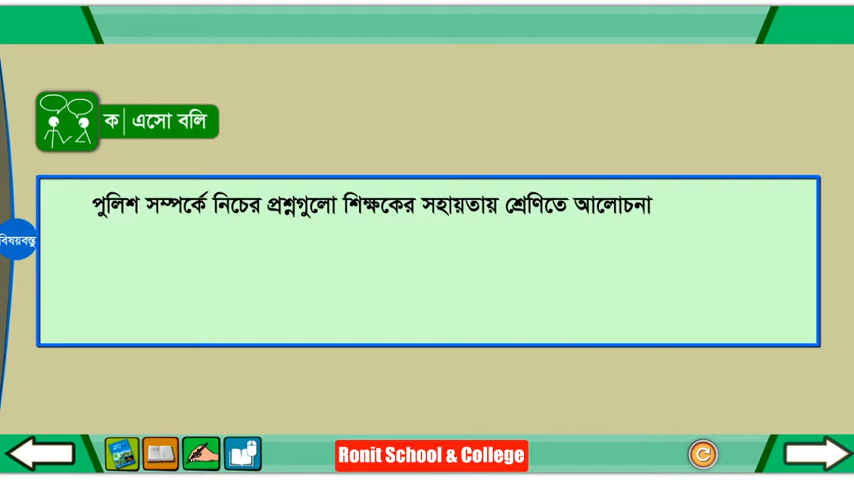 ক| এসো বলি
পুলিশ সম্পর্কে নিচের প্রশ্নগুলো শিক্ষকের সহায়তায় শ্রেণিতে আলোচনা
বিষয়বস্তু
Ronit School & College